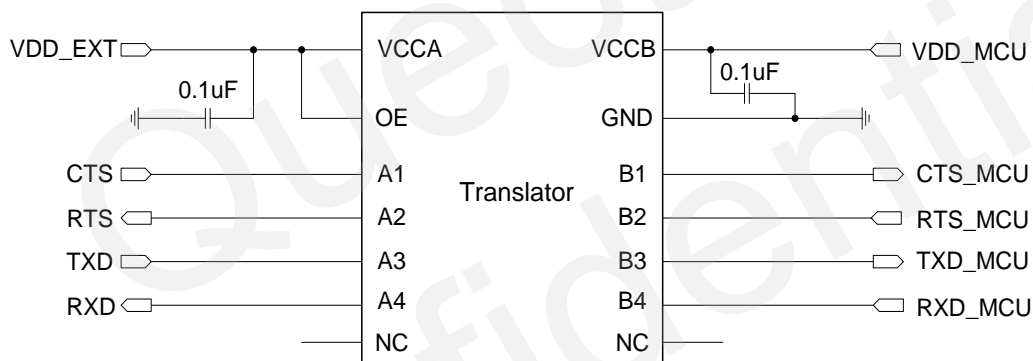 VDD_EXT VCCA VCCB VDD_MCU
0.1uF 0.1uF
OE GND
CTS A1 B1 CTS_MCU
Translator
RTS A2 B2 RTS_MCU
TXD A3 B3 TXD_MCU
RXD A4 B4 RXD_MCU
NC NC